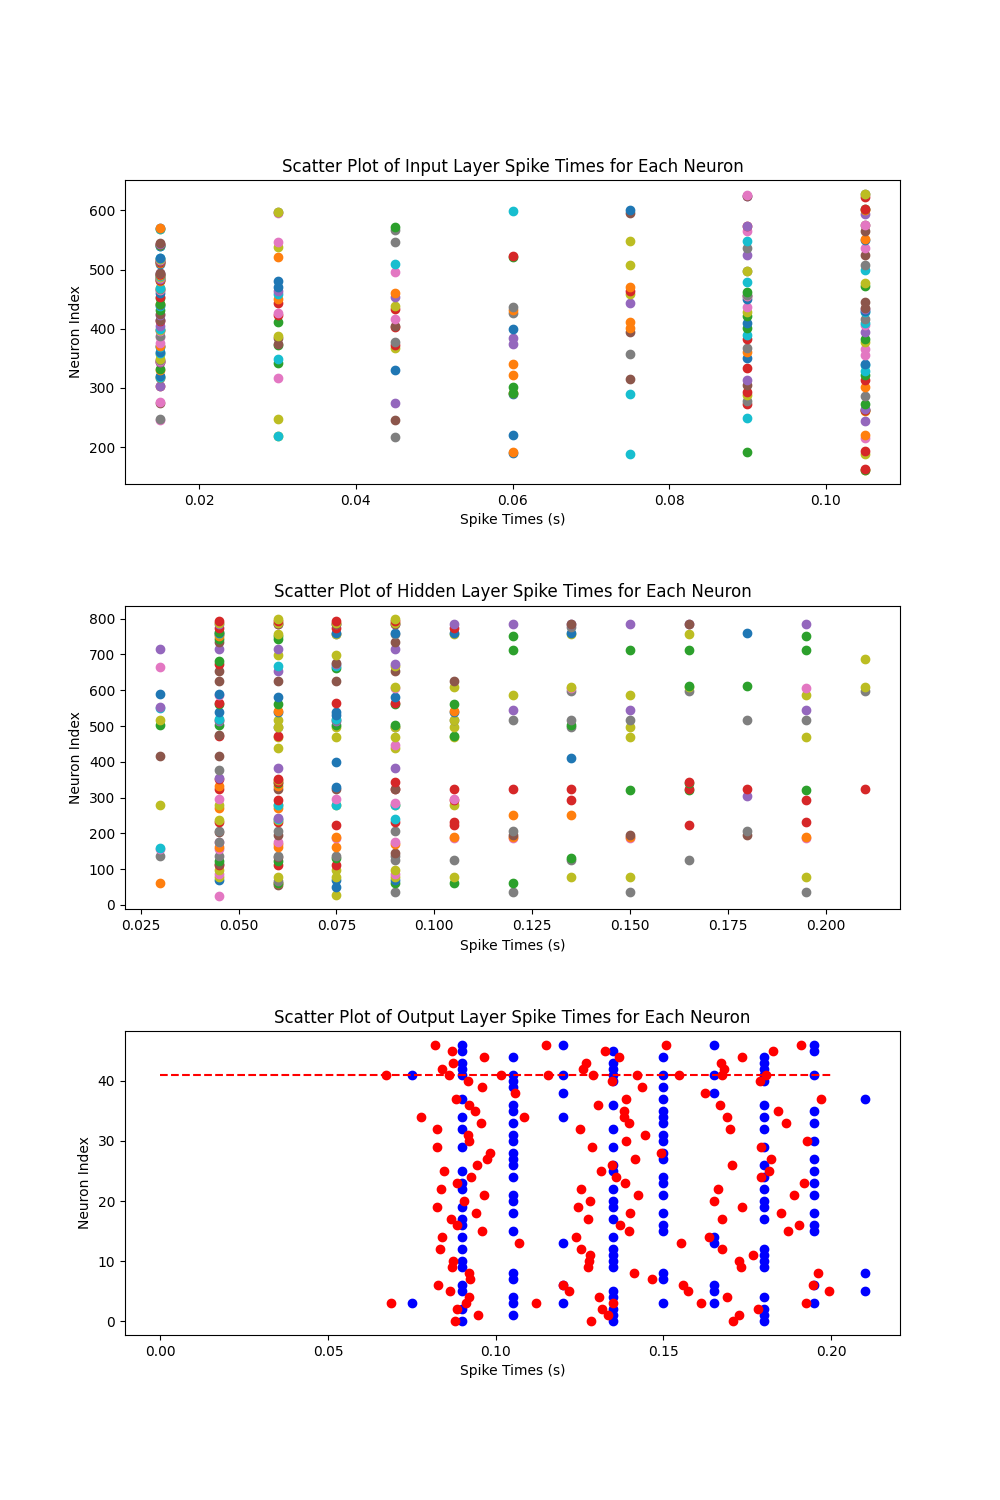 Scatter Plot of Input Layer Spike Times for Each Neuron
600
500
400
300
200
Neuron Index
0.02 0.04 0.06 0.08 0.10
Spike Times (s)
Scatter Plot of Hidden Layer Spike Times for Each Neuron
800
700
600
500
400
300
200
100
0
Neuron Index
0.025 0.050 0.075 0.100 0.125 0.150 0.175 0.200
Spike Times (s)
Scatter Plot of Output Layer Spike Times for Each Neuron
40
30
20
10
0
Neuron Index
0.00 0.05 0.10 0.15 0.20
Spike Times (s)